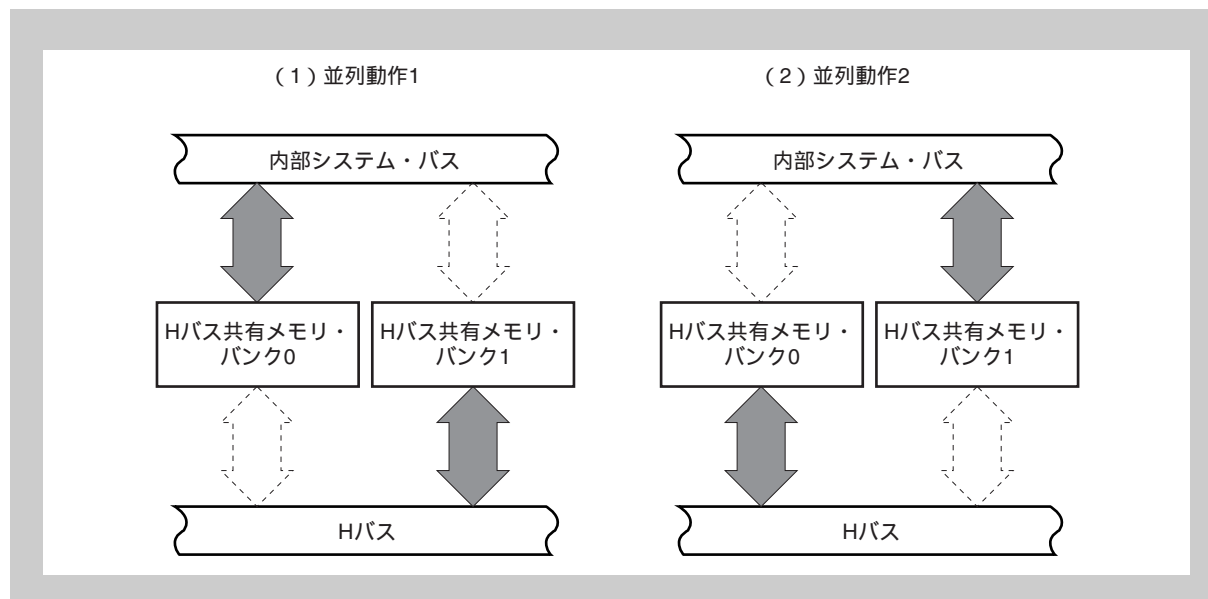 (1)並列動作1
(2)並列動作2
内部システム・バス
内部システム・バス
Hバス共有メモリ・
バンク0
Hバス共有メモリ・
バンク1
Hバス共有メモリ・
バンク0
Hバス共有メモリ・
バンク1
Hバス
Hバス